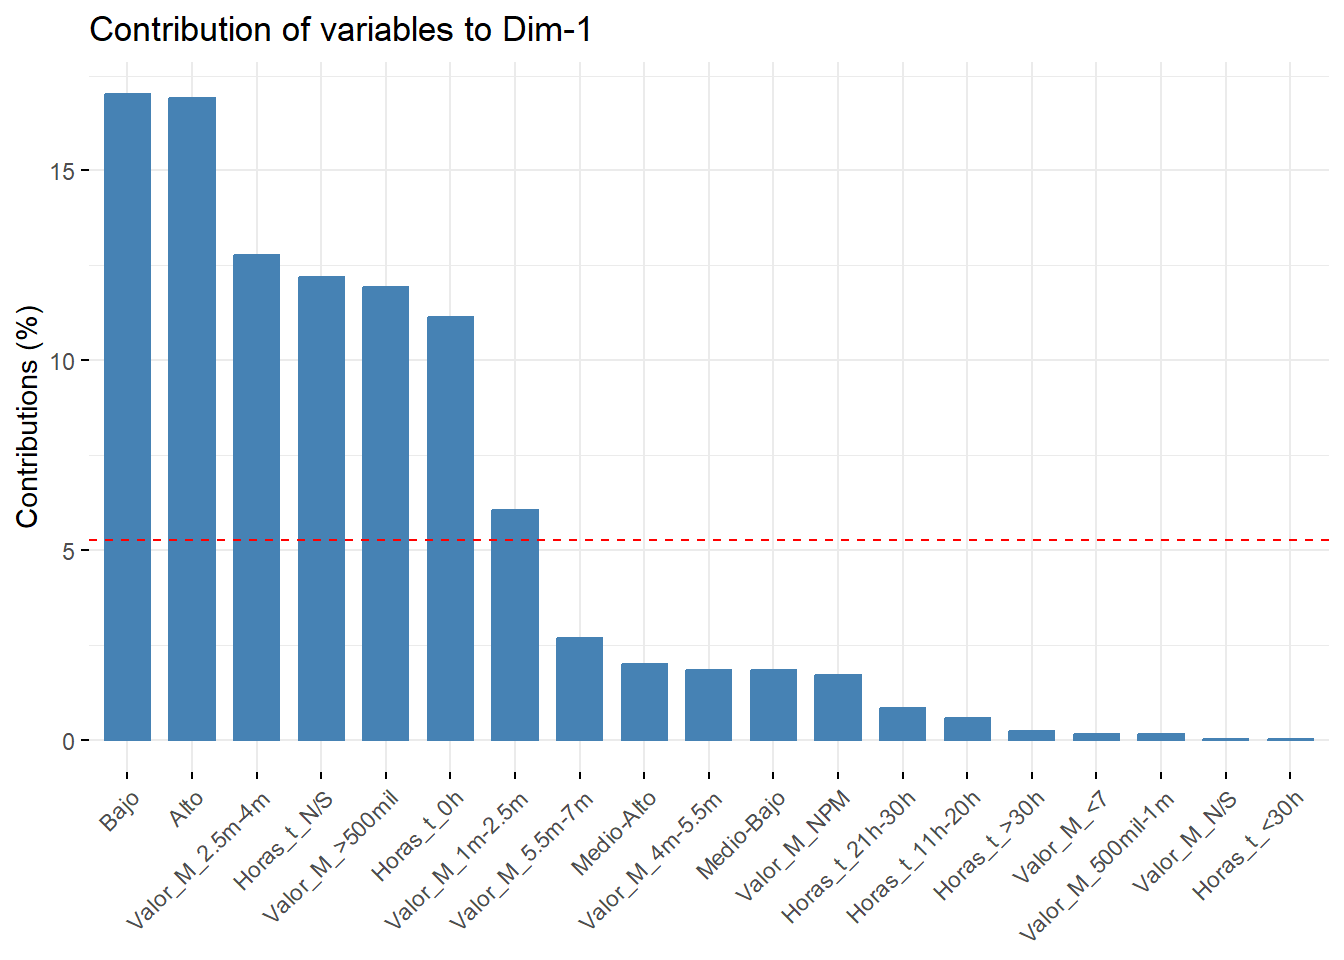 Contribution of variables to Dim-1
Contributions (%)
15
10
5
0
Bajo
Alto
Valor_M_2.5m-4m
Horas_t_N/S
Valor_M_>500mil
Horas_t_0h
Valor_M_1m-2.5m
Valor_M_5.5m-7m
Medio-Alto
Valor_M_4m-5.5m
Medio-Bajo
Valor_M_NPM
Horas_t_21h-30h
Horas_t_11h-20h
Horas_t_>30h
Valor_M_<7
Valor_M_500mil-1m
Valor_M_N/S
Horas_t_<30h